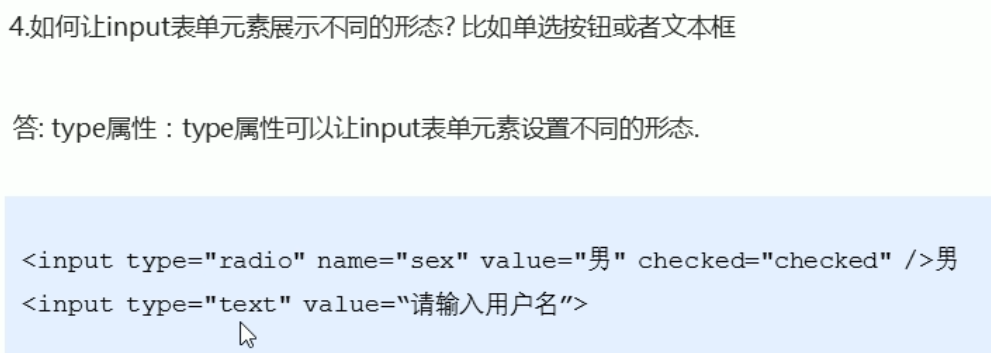 4.如何让input表单元素展示不同的形态? 比如单选按钮或者文本框
答: type属性：type属性可以让input表单元素设置不同的形态.
<input type="radio" name="sex" value="男" checked="checked" />男
<input type="text" value=“请输入用户名”>